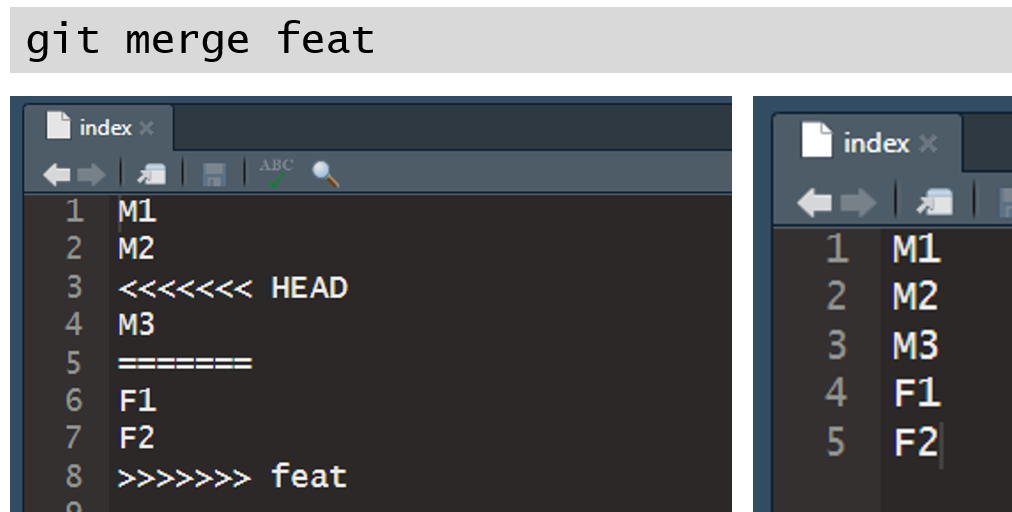 git merge feat
index
ABC
1 M1
2 M2
3 <<<<<<< HEAD
4 M3
5 =======
6 F1
7 F2
8 >>>>>>> feat
9
index
1 M1
2 M2
3 M3
4 F1
5 F2